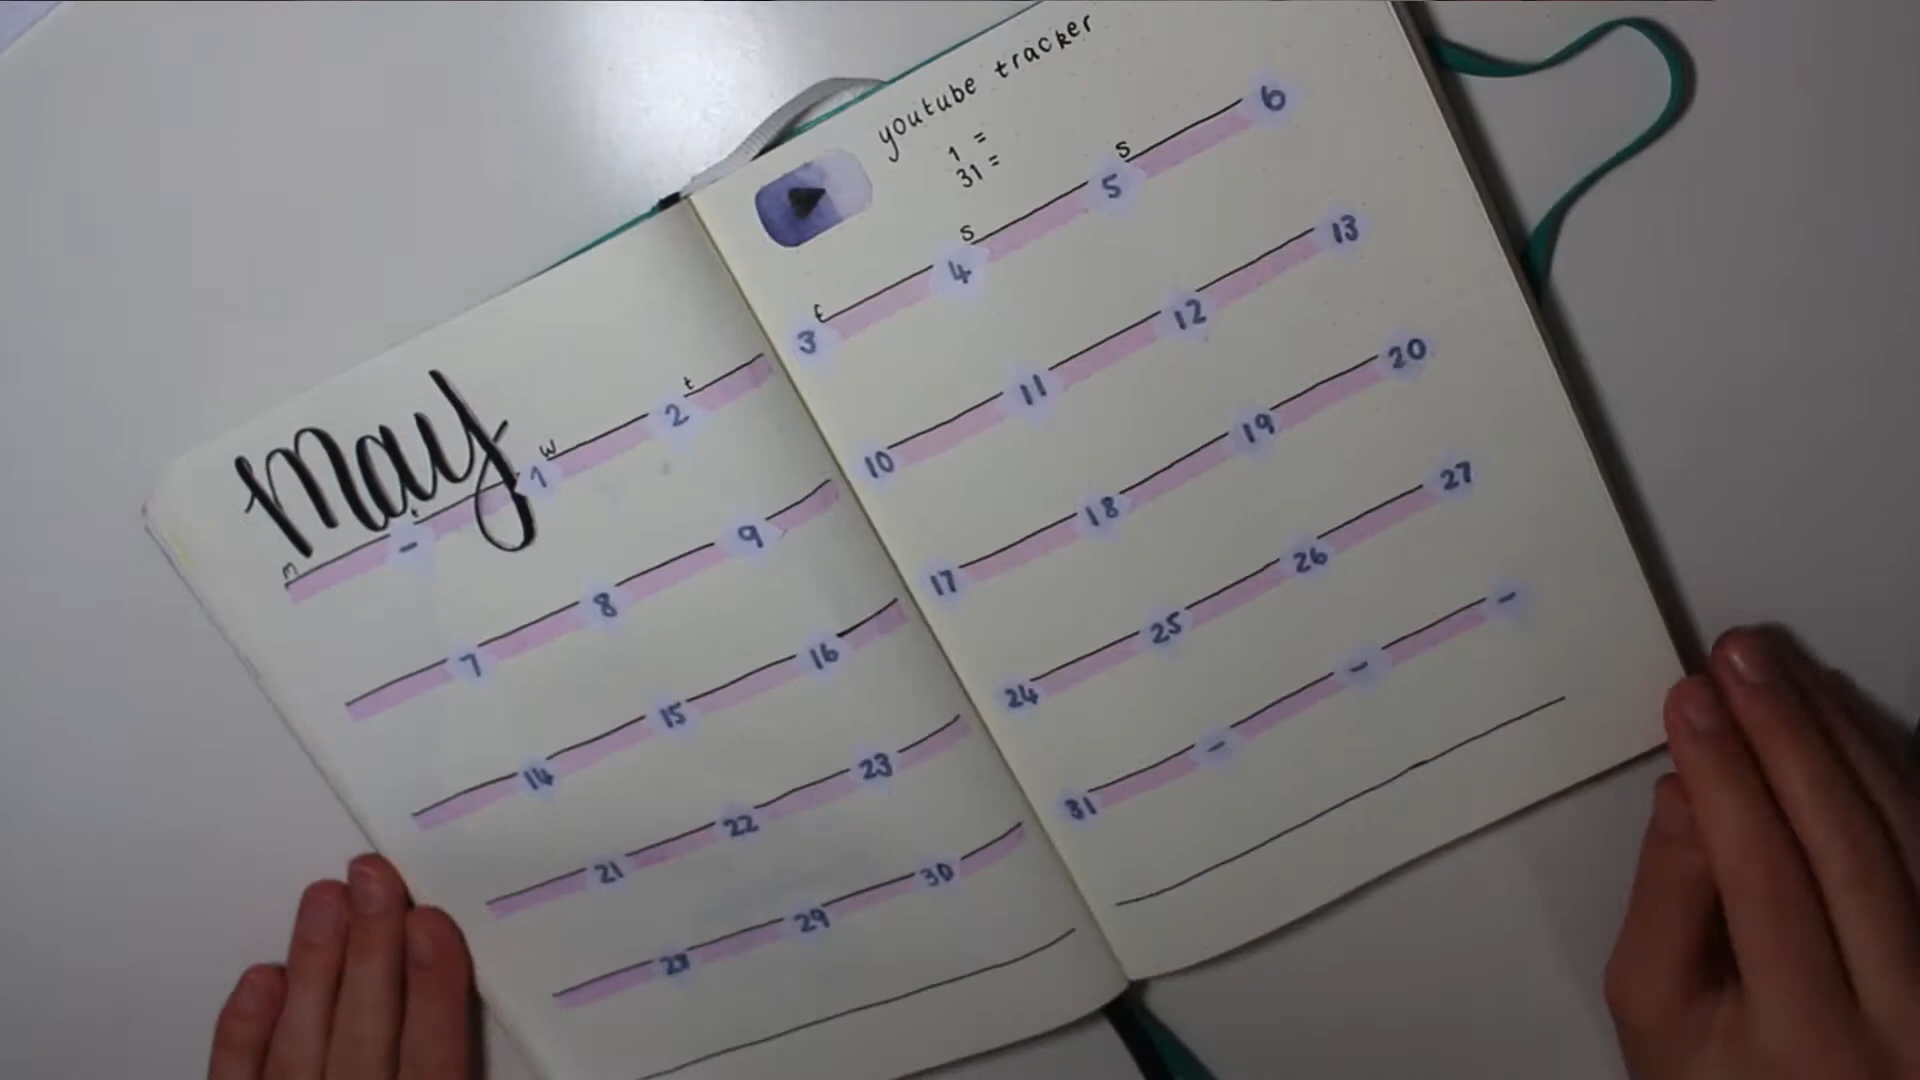 May
m - 1 w 2 t
7 8 9
14 15 16
21 22 23
28 29 30
youtube tracker
1 =
31 =
3 f 4 s 5 s 6
10 11 12 13
17 18 19 20
24 25 26 27
31 - - -